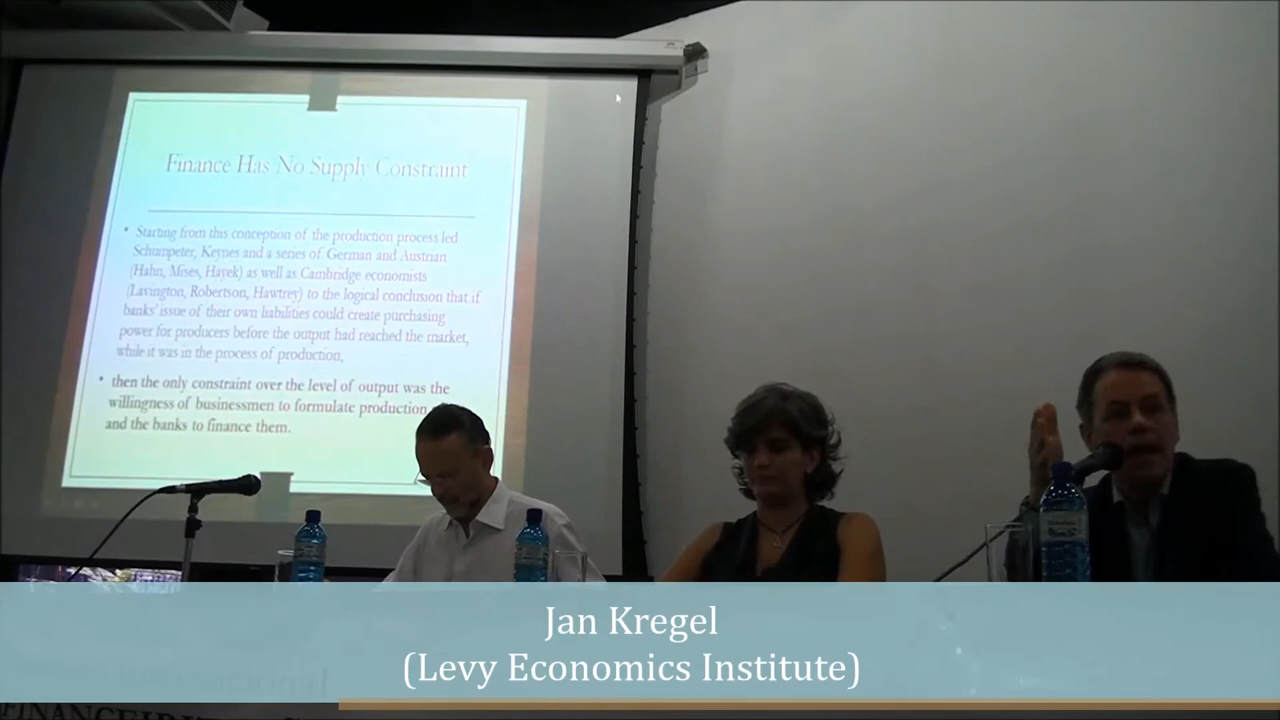 Finance Has No Supply Constraint
• Starting from this conception of the production process led
Schumpeter, Keynes and a series of German and Austrian
(Hahn, Mises, Hayek) as well as Cambridge economists
(Lavington, Robertson, Hawtrey) to the logical conclusion that if
banks' issue of their own liabilities could create purchasing
power for producers before the output had reached the market,
while it was in the process of production,
• then the only constraint over the level of output was the
willingness of businessmen to formulate production
and the banks to finance them.
Jan Kregel
(Levy Economics Institute)